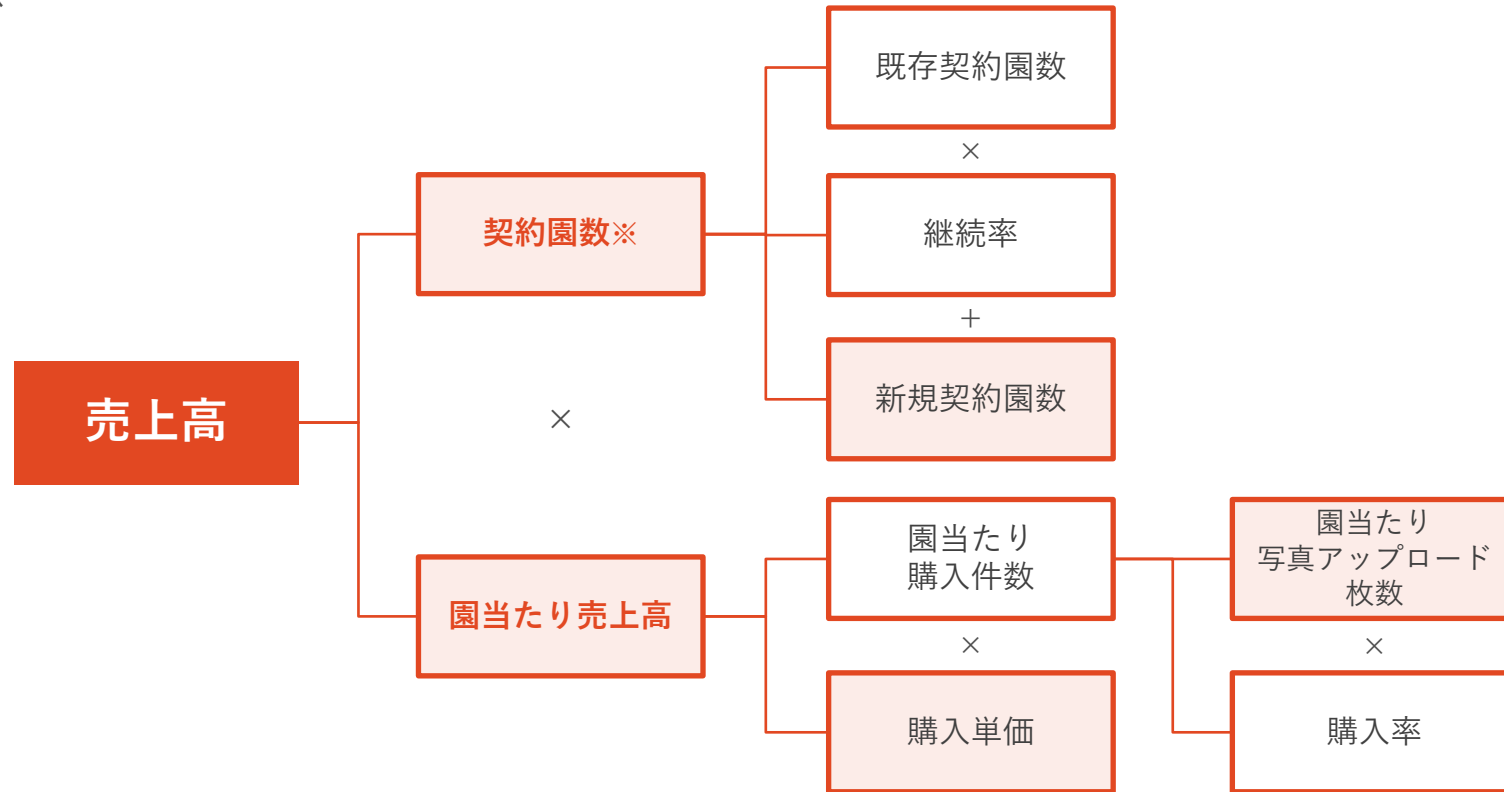 既存契約園数
×
契約園数※
継続率
+
新規契約園数
売上高
×
園当たり売上高
園当たり
購入件数
×
購入単価
園当たり
写真アップロード
枚数
×
購入率